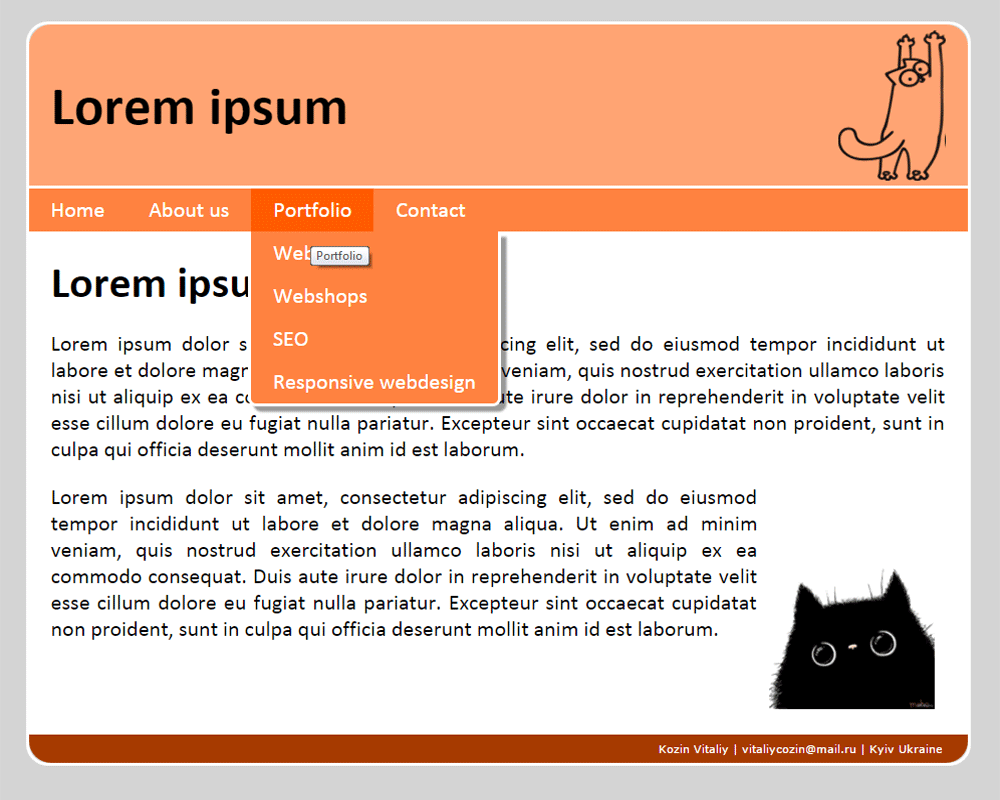 Lorem ipsum
Home About us Portfolio Contact
Web
Portfolio
Webshops
SEO
Responsive webdesign
Lorem ipsu
Lorem ipsum dolor s cing elit, sed do eiusmod tempor incididunt ut
labore et dolore magn veniam, quis nostrud exercitation ullamco laboris
nisi ut aliquip ex ea co ute irure dolor in reprehenderit in voluptate velit
esse cillum dolore eu fugiat nulla pariatur. Excepteur sint occaecat cupidatat non proident, sunt in
culpa qui officia deserunt mollit anim id est laborum.
Lorem ipsum dolor sit amet, consectetur adipiscing elit, sed do eiusmod
tempor incididunt ut labore et dolore magna aliqua. Ut enim ad minim
veniam, quis nostrud exercitation ullamco laboris nisi ut aliquip ex ea
commodo consequat. Duis aute irure dolor in reprehenderit in voluptate velit
esse cillum dolore eu fugiat nulla pariatur. Excepteur sint occaecat cupidatat
non proident, sunt in culpa qui officia deserunt mollit anim id est laborum.
Kozin Vitaliy | vitaliycozin@mail.ru | Kyiv Ukraine